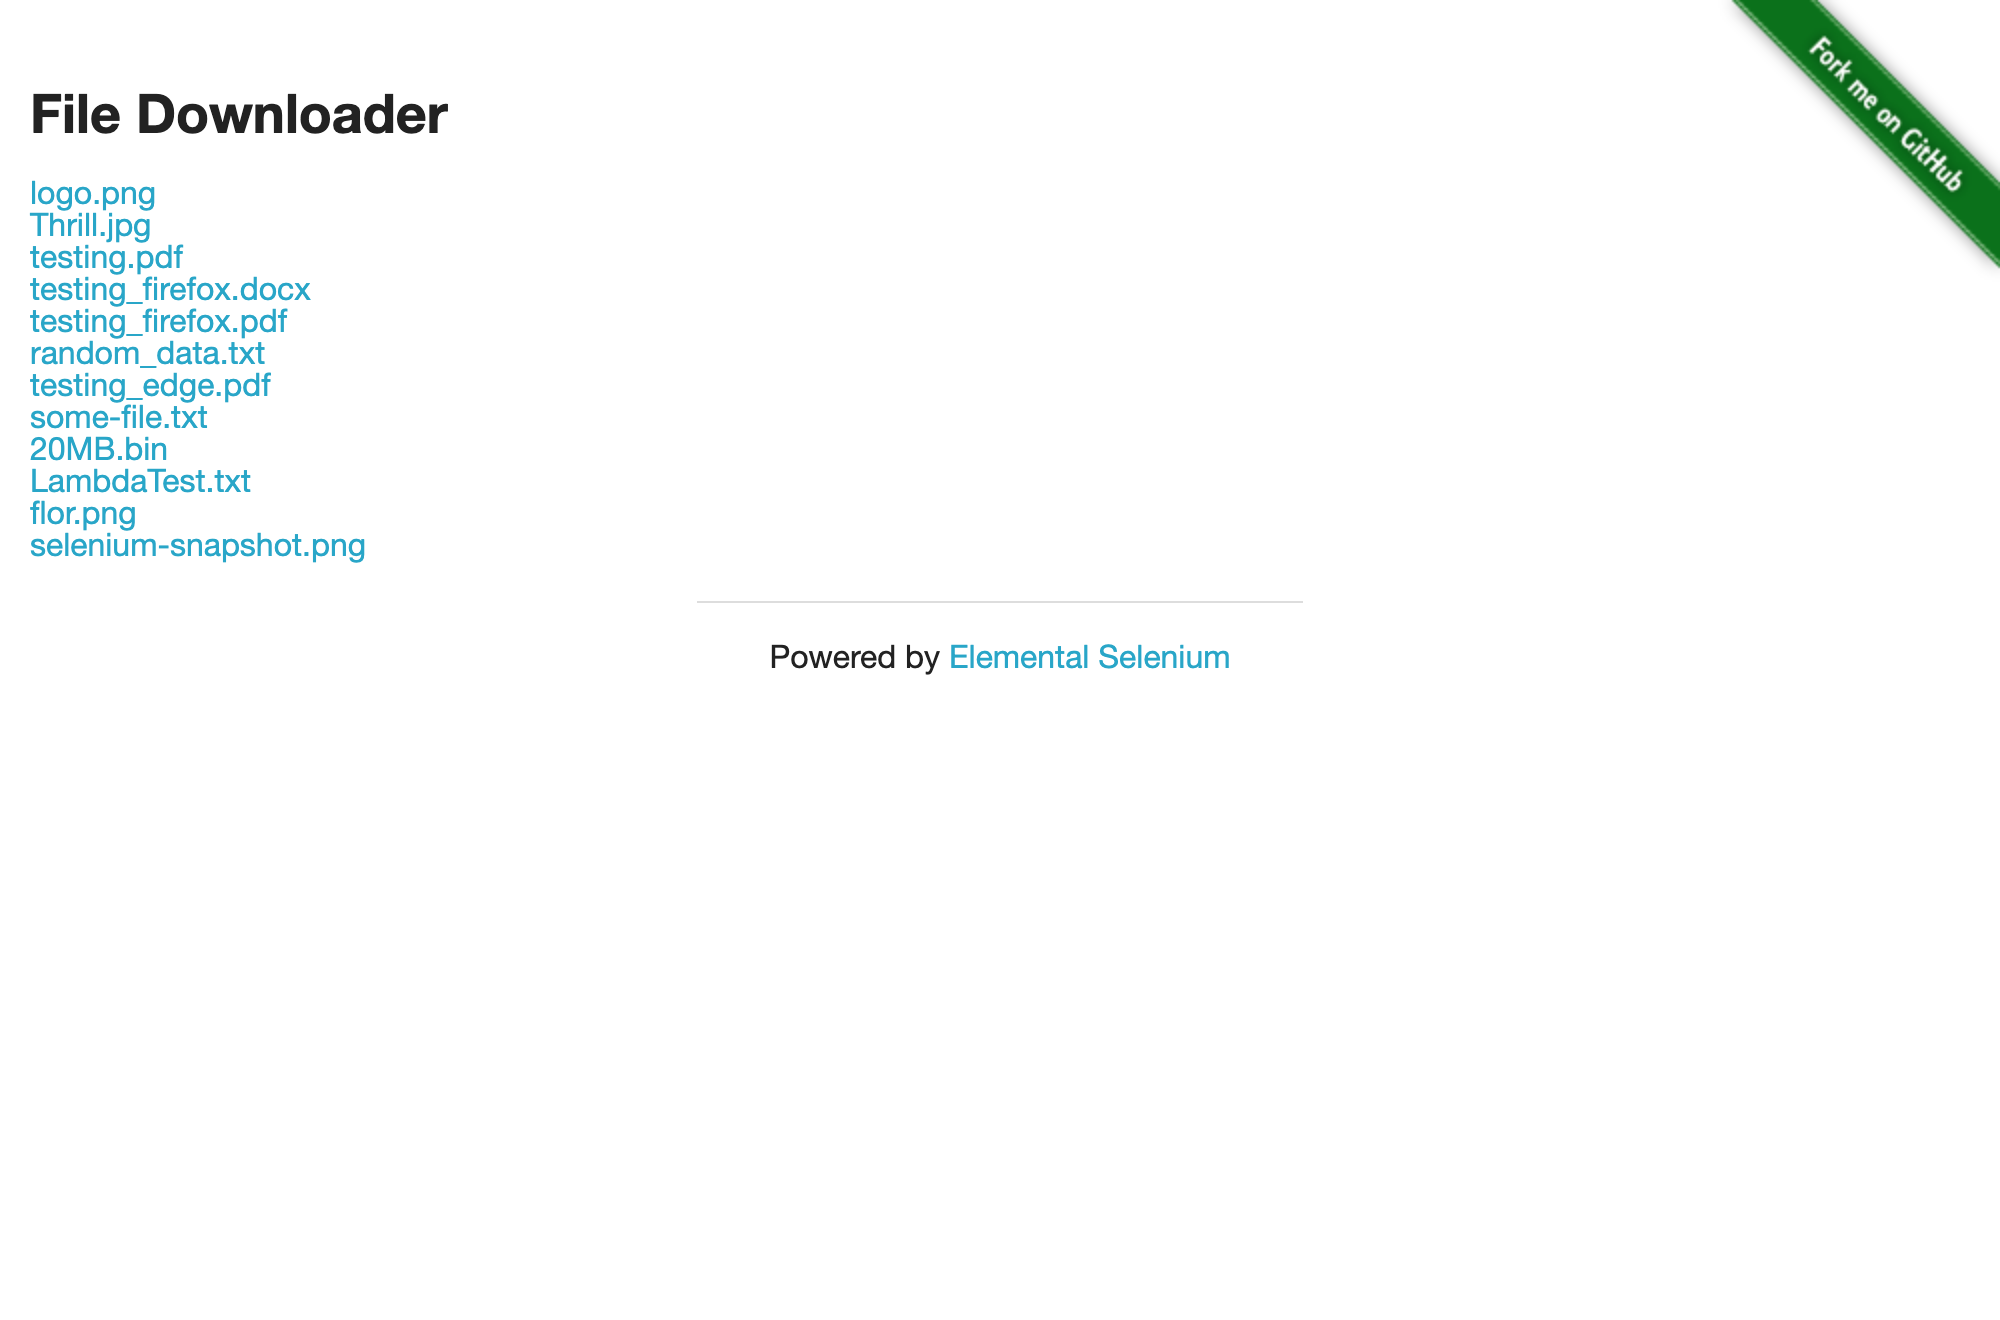 Fork me on GitHub
File Downloader
logo.png
Thrill.jpg
testing.pdf
testing_firefox.docx
testing_firefox.pdf
random_data.txt
testing_edge.pdf
some-file.txt
20MB.bin
LambdaTest.txt
flor.png
selenium-snapshot.png
Powered by Elemental Selenium